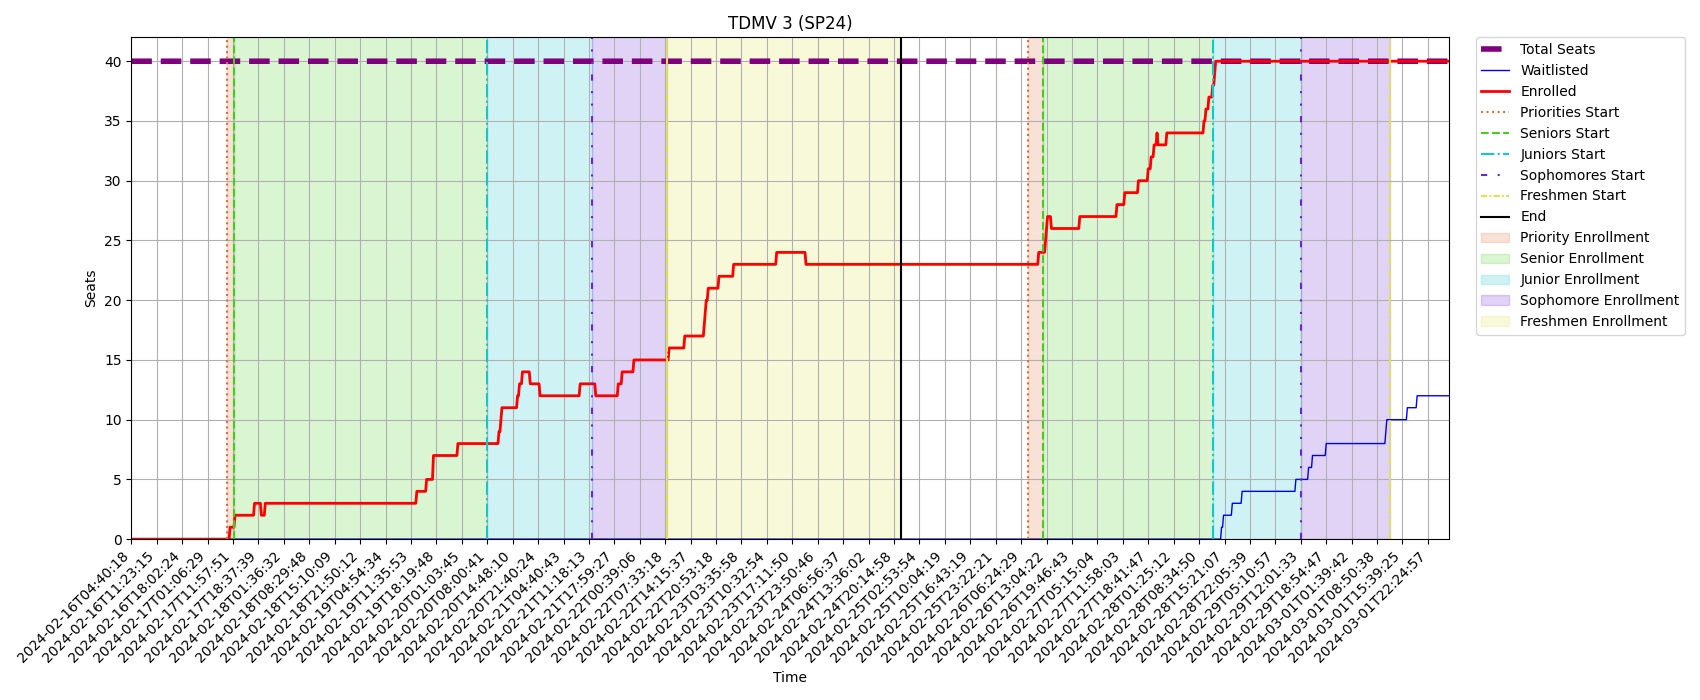 TDMV 3 (SP24)
Seats
40
35
30
25
20
15
10
5
0
2024-02-16T04:40:18
2024-02-16T11:23:15
2024-02-16T18:02:24
2024-02-17T01:06:29
2024-02-17T11:57:51
2024-02-17T18:37:39
2024-02-18T01:36:32
2024-02-18T08:29:48
2024-02-18T15:10:09
2024-02-18T21:50:12
2024-02-19T04:54:34
2024-02-19T11:35:53
2024-02-19T18:19:48
2024-02-20T01:03:45
2024-02-20T08:00:41
2024-02-20T14:48:10
2024-02-20T21:40:24
2024-02-21T04:40:43
2024-02-21T11:18:13
2024-02-21T17:59:27
2024-02-22T00:39:06
2024-02-22T07:33:18
2024-02-22T14:15:37
2024-02-22T20:53:18
2024-02-23T03:35:58
2024-02-23T10:32:54
2024-02-23T17:11:50
2024-02-23T23:50:46
2024-02-24T06:56:37
2024-02-24T13:36:02
2024-02-24T20:14:58
2024-02-25T02:53:54
2024-02-25T10:04:19
2024-02-25T16:43:19
2024-02-25T23:22:21
2024-02-26T06:24:29
2024-02-26T13:04:22
2024-02-26T19:46:43
2024-02-27T05:15:04
2024-02-27T11:58:03
2024-02-27T18:41:47
2024-02-28T01:25:12
2024-02-28T08:34:50
2024-02-28T15:21:07
2024-02-28T22:05:39
2024-02-29T05:10:57
2024-02-29T12:01:33
2024-02-29T18:54:47
2024-03-01T01:39:42
2024-03-01T08:50:38
2024-03-01T15:39:25
2024-03-01T22:24:57
Time
Total Seats
Waitlisted
Enrolled
Priorities Start
Seniors Start
Juniors Start
Sophomores Start
Freshmen Start
End
Priority Enrollment
Senior Enrollment
Junior Enrollment
Sophomore Enrollment
Freshmen Enrollment